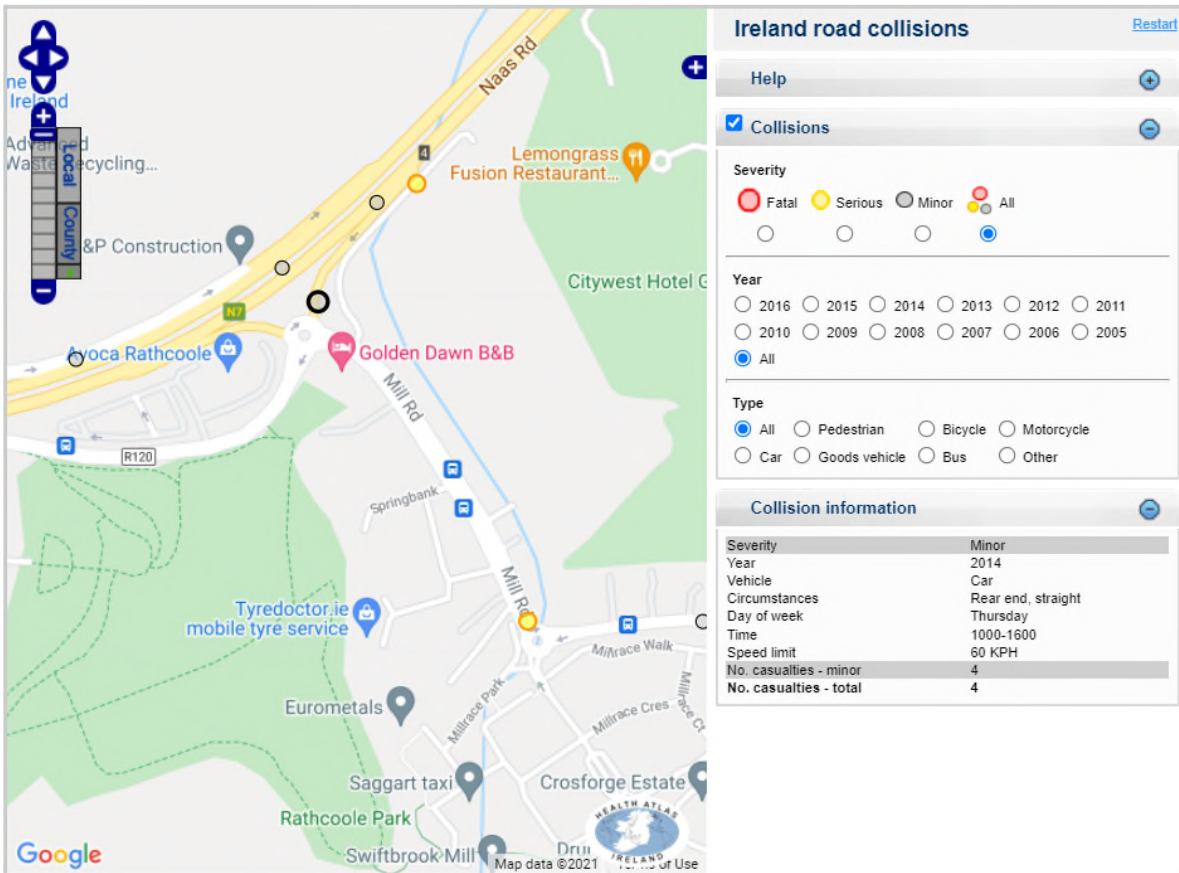 ne
Ireland
Advanced
Waste Recycling...
Local
County
Naas Rd
4
Lemongrass
Fusion Restaurant...
&P Construction
Citywest Hotel G
N7
Avoca Rathcoole
Golden Dawn B&B
Mill Rd
R120
Springbank
Mill Rd
Tyredoctor.ie
mobile tyre service
Millrace Walk
Millrace Park
Millrace Cres
Millrace Ct
Eurometals
Saggart taxi
Crosforge Estate
Rathcoole Park
HEALTH ATLAS
IRELAND
Swiftbrook Mill
Google
Map data ©2021
of Use
Ireland road collisions
Restart
Help
Collisions
Severity
Fatal Serious Minor All
Year
2016 2015 2014 2013 2012 2011
2010 2009 2008 2007 2006 2005
All
Type
All Pedestrian Bicycle Motorcycle
Car Goods vehicle Bus Other
Collision information
Severity Minor
Year 2014
Vehicle Car
Circumstances Rear end, straight
Day of week Thursday
Time 1000-1600
Speed limit 60 KPH
No. casualties - minor 4
No. casualties - total 4